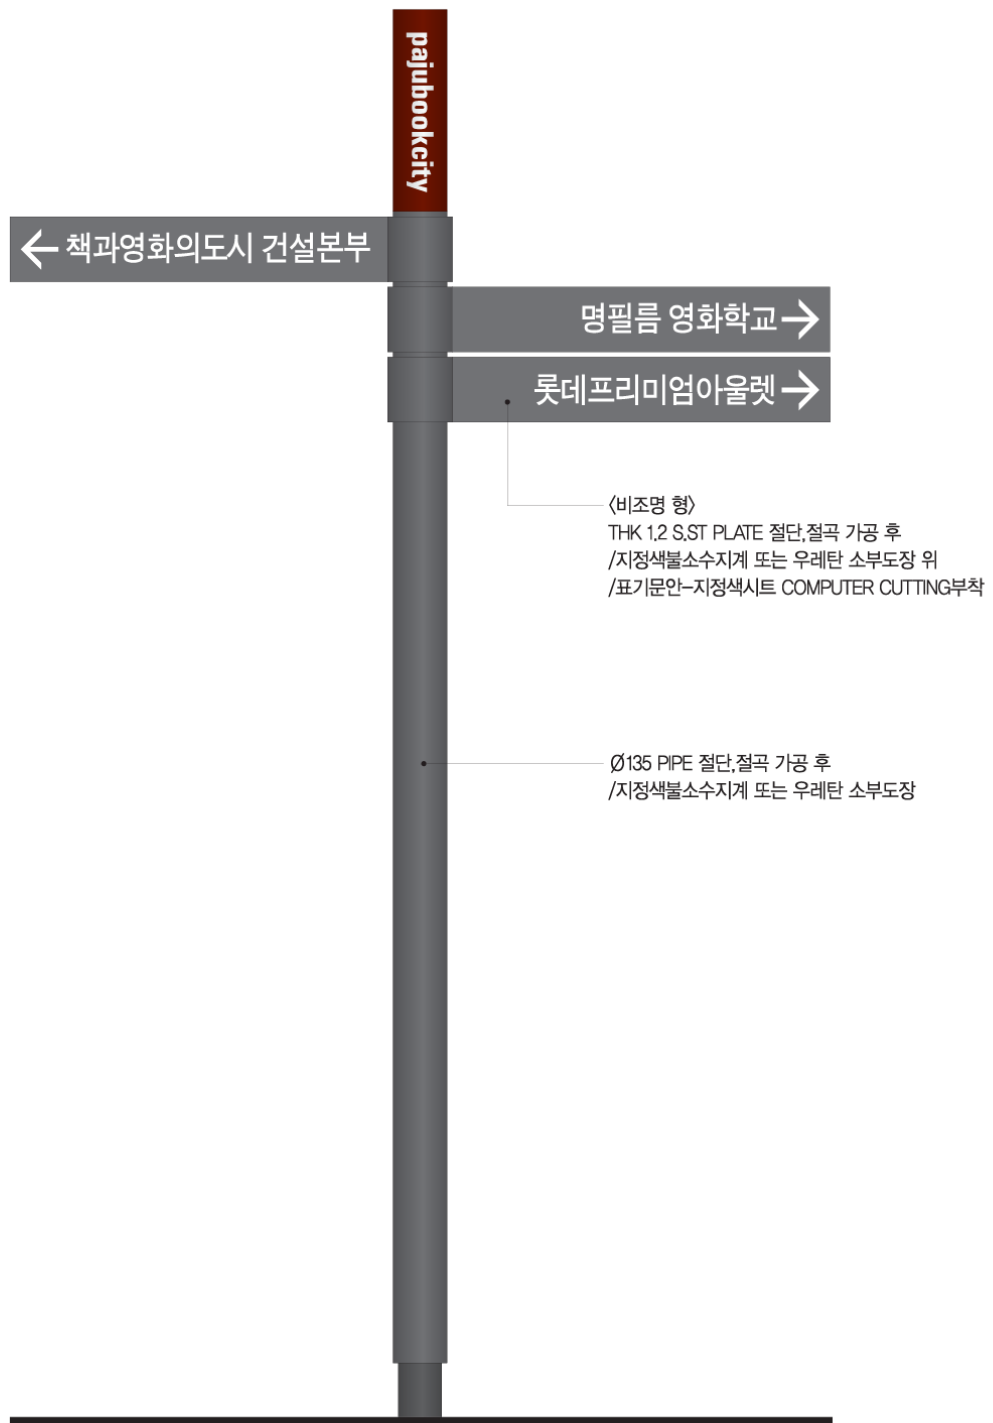 pajubookcity
← 책과영화의도시 건설본부
명필름 영화학교 →
롯데프리미엄아울렛 →
〈비조명 형〉
THK 1.2 S.ST PLATE 절단,절곡 가공 후
/지정색불소수지계 또는 우레탄 소부도장 위
/표기문안-지정색시트 COMPUTER CUTTING부착
Ø135 PIPE 절단,절곡 가공 후
/지정색불소수지계 또는 우레탄 소부도장